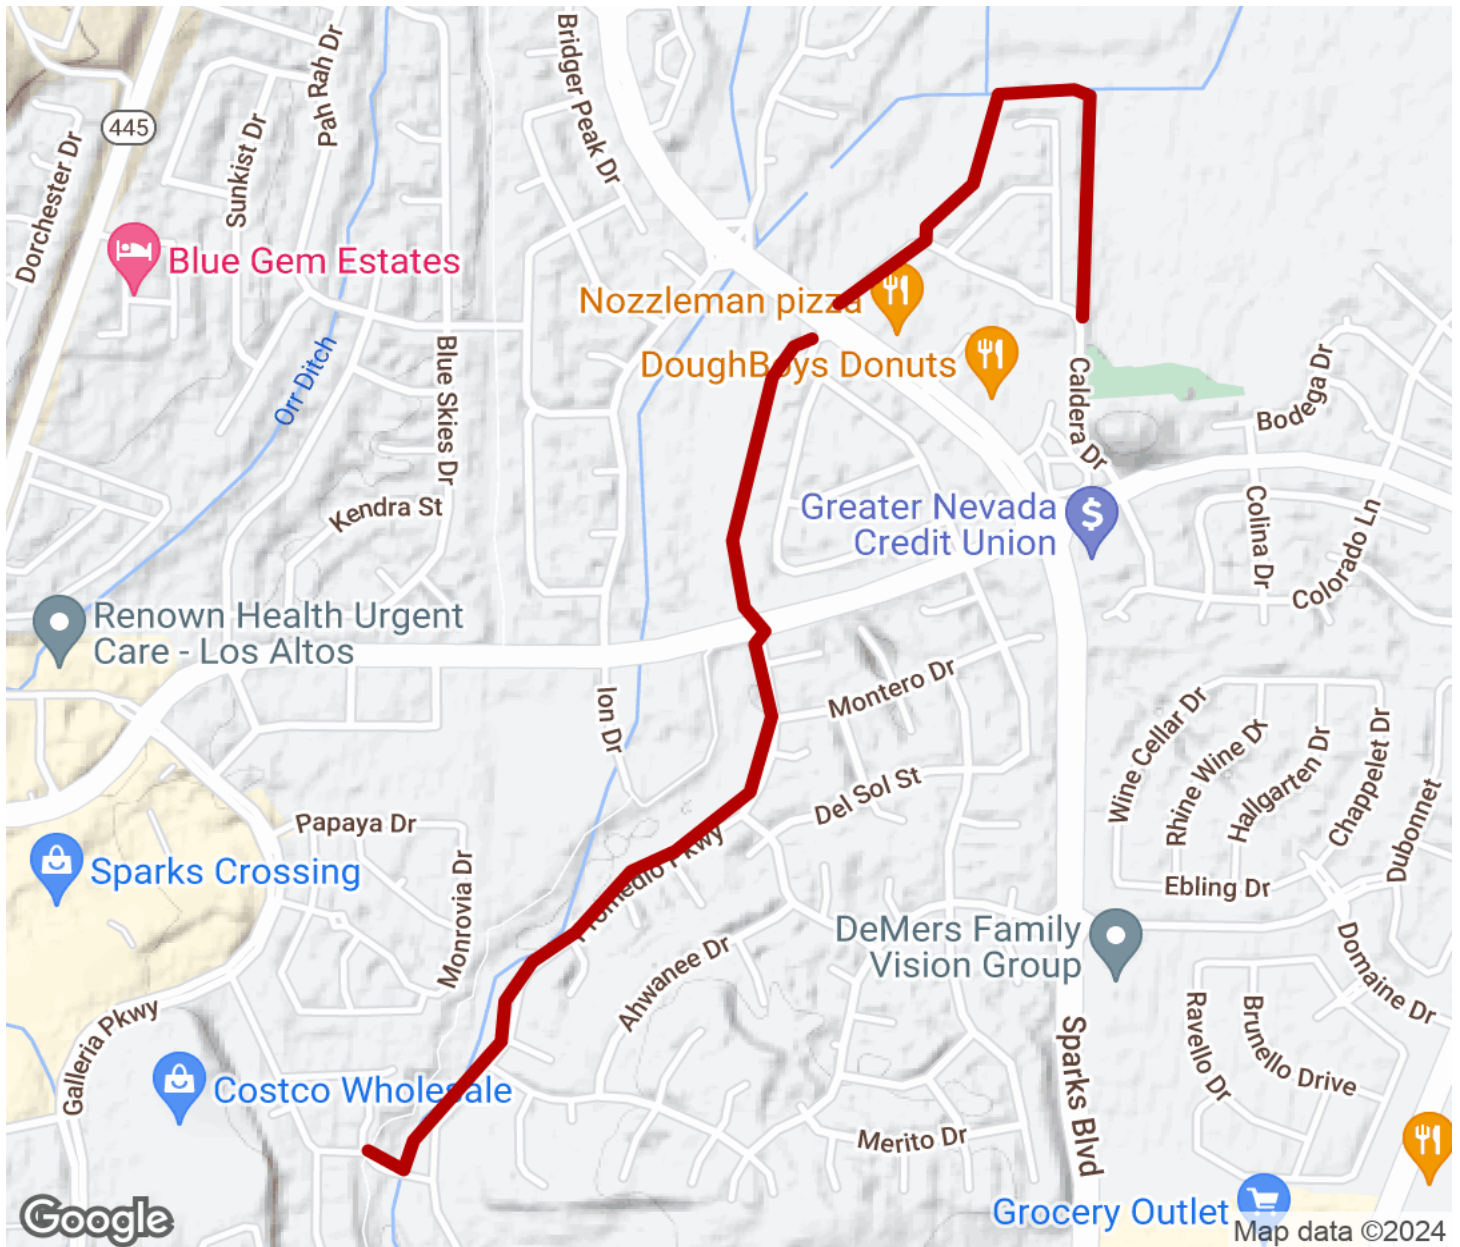 Bridger Peak Dr
Pah Rah Dr
445
Sunkist Dr
Dorchester Dr
Blue Gem Estates
Nozzleman pizza
DoughBoys Donuts
Orr Ditch
Blue Skies Dr
Caldera Dr
Bodega Dr
Kendra St
Greater Nevada
Credit Union
Colina Dr
Colorado Ln
Renown Health Urgent
Care - Los Altos
Ion Dr
Montero Dr
Wine Cellar Dr
Rhine Wine Dr
Hallgarten Dr
Chappelet Dr
Dubonnet
Del Sol St
Papaya Dr
Sparks Crossing
Promedio Pkwy
Ebling Dr
Monrovia Dr
DeMers Family
Vision Group
Ahwanee Dr
Domaine Dr
Galleria Pkwy
Ravello Dr
Brunello Drive
Sparks Blvd
Costco Wholesale
Merito Dr
Grocery Outlet
Google
Map data ©2024